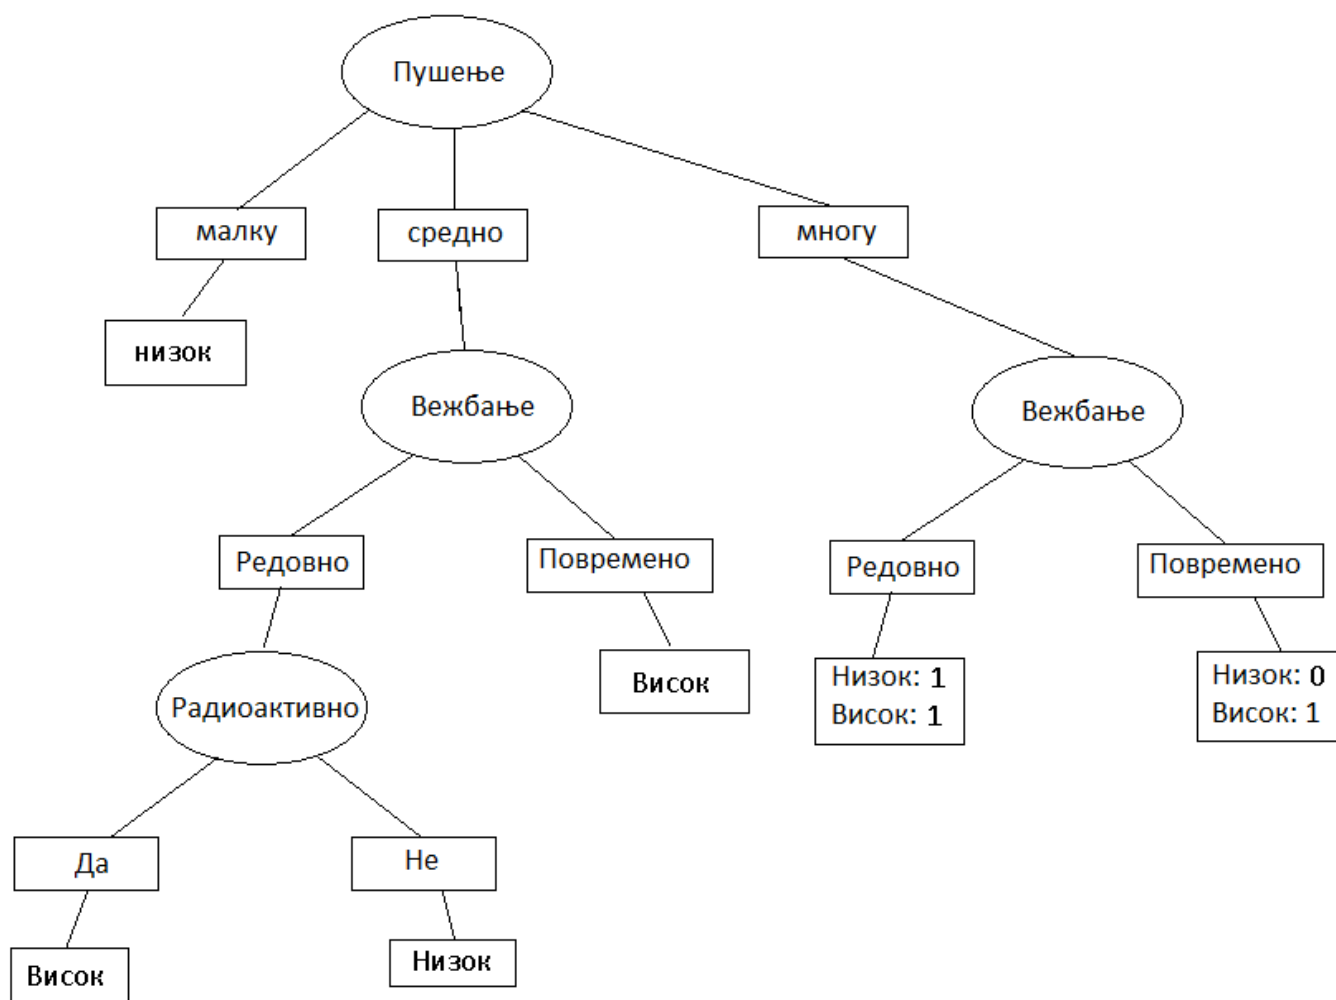 Пушење
малку
средно
многу
низок
Вежбање
Вежбање
Редовно
Повремено
Редовно
Повремено
Радиоактивно
Висок
Низок: 1
Висок: 1
Низок: 0
Висок: 1
Да
Не
Висок
Низок